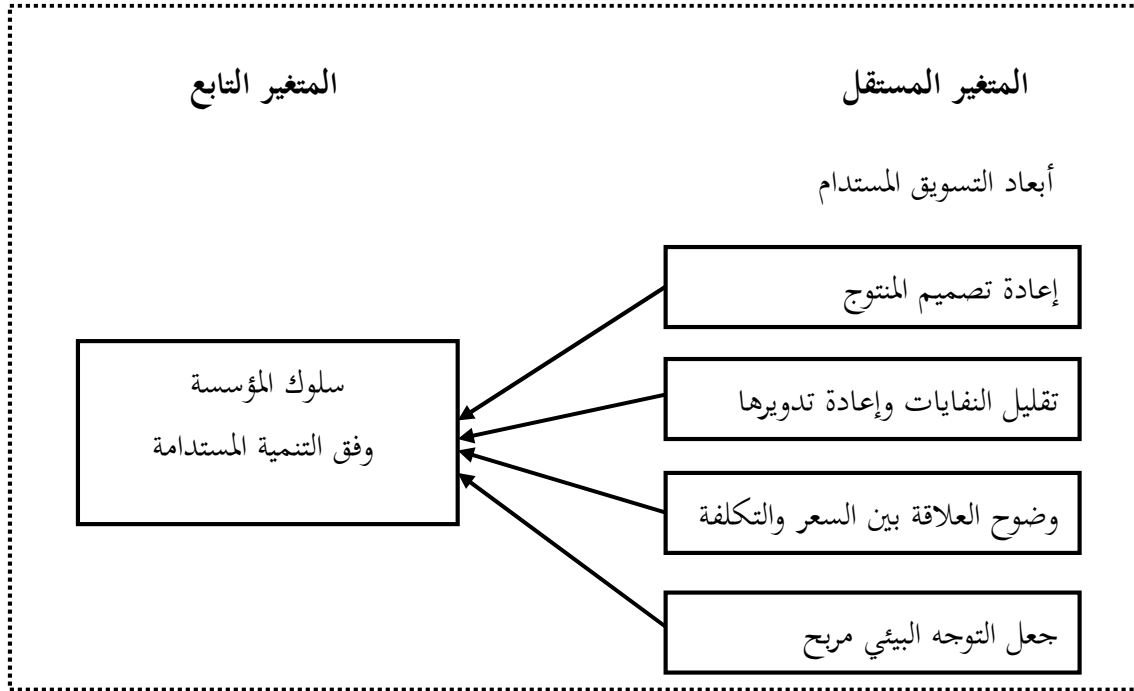 المتغير المستقل
المتغير التابع
أبعاد التسويق المستدام
إعادة تصميم المنتوج
تقليل النفايات وإعادة تدويرها
وضوح العلاقة بين السعر والتكلفة
جعل التوجه البيئي مربح
سلوك المؤسسة
وفق التنمية المستدامة